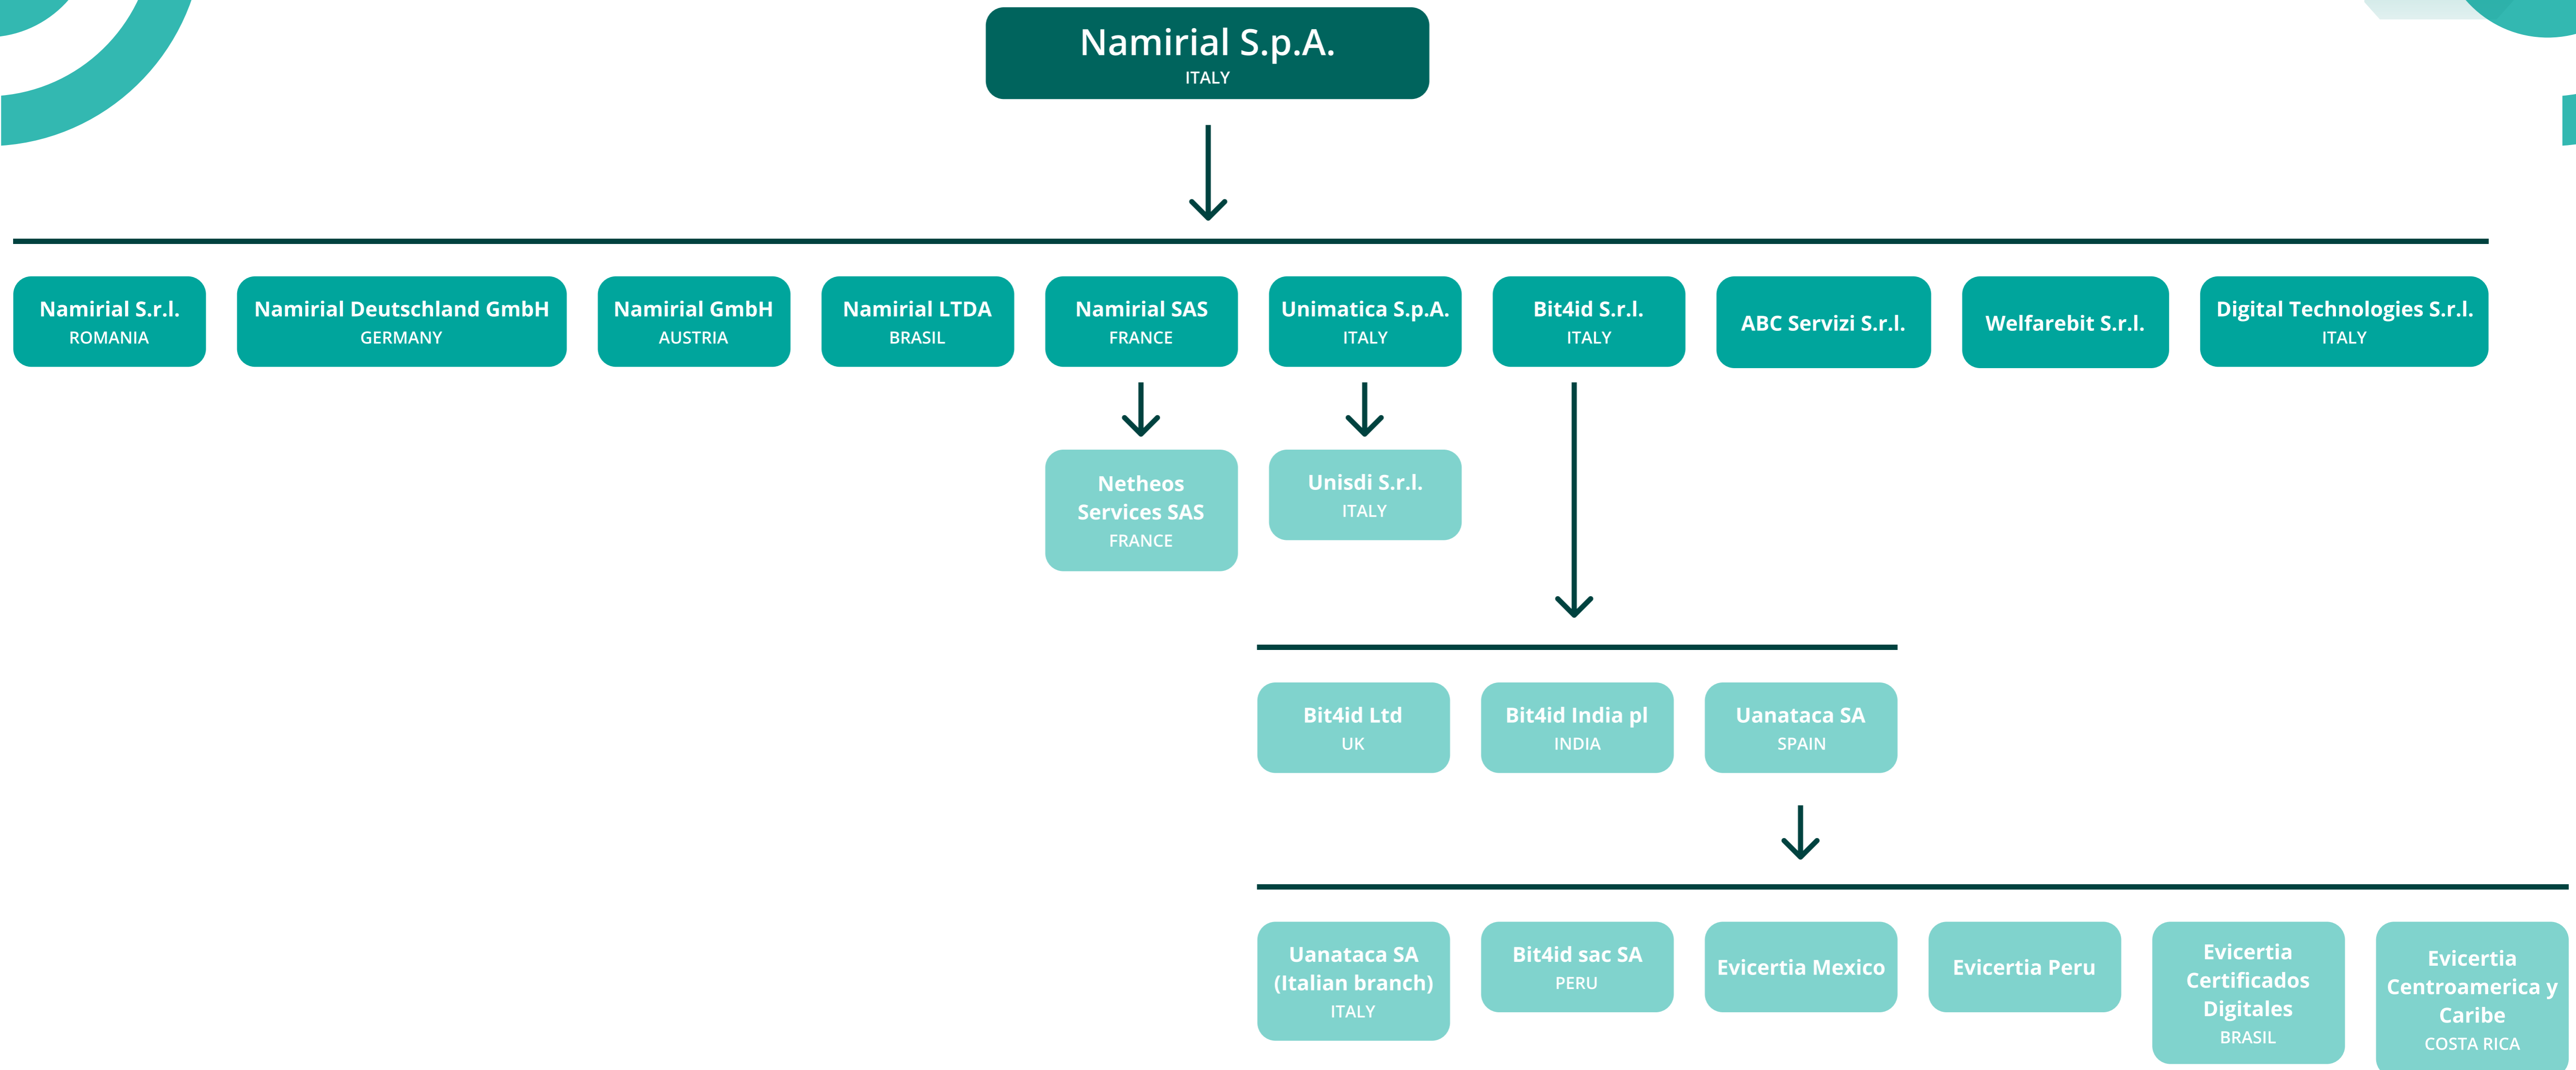 Namirial S.p.A.
ITALY
Namirial S.r.l.
ROMANIA
Namirial Deutschland GmbH
GERMANY
Namirial GmbH
AUSTRIA
Namirial LTDA
BRASIL
Namirial SAS
FRANCE
Unimatica S.p.A.
ITALY
Bit4id S.r.l.
ITALY
ABC Servizi S.r.l.
Welfarebit S.r.l.
Digital Technologies S.r.l.
ITALY
Netheos
Services SAS
FRANCE
Unisdi S.r.l.
ITALY
Bit4id Ltd
UK
Bit4id India pl
INDIA
Uanataca SA
SPAIN
Uanataca SA
(Italian branch)
ITALY
Bit4id sac SA
PERU
Evicertia Mexico
Evicertia Peru
Evicertia
Certificados
Digitales
BRASIL
Evicertia
Centroamerica y
Caribe
COSTA RICA